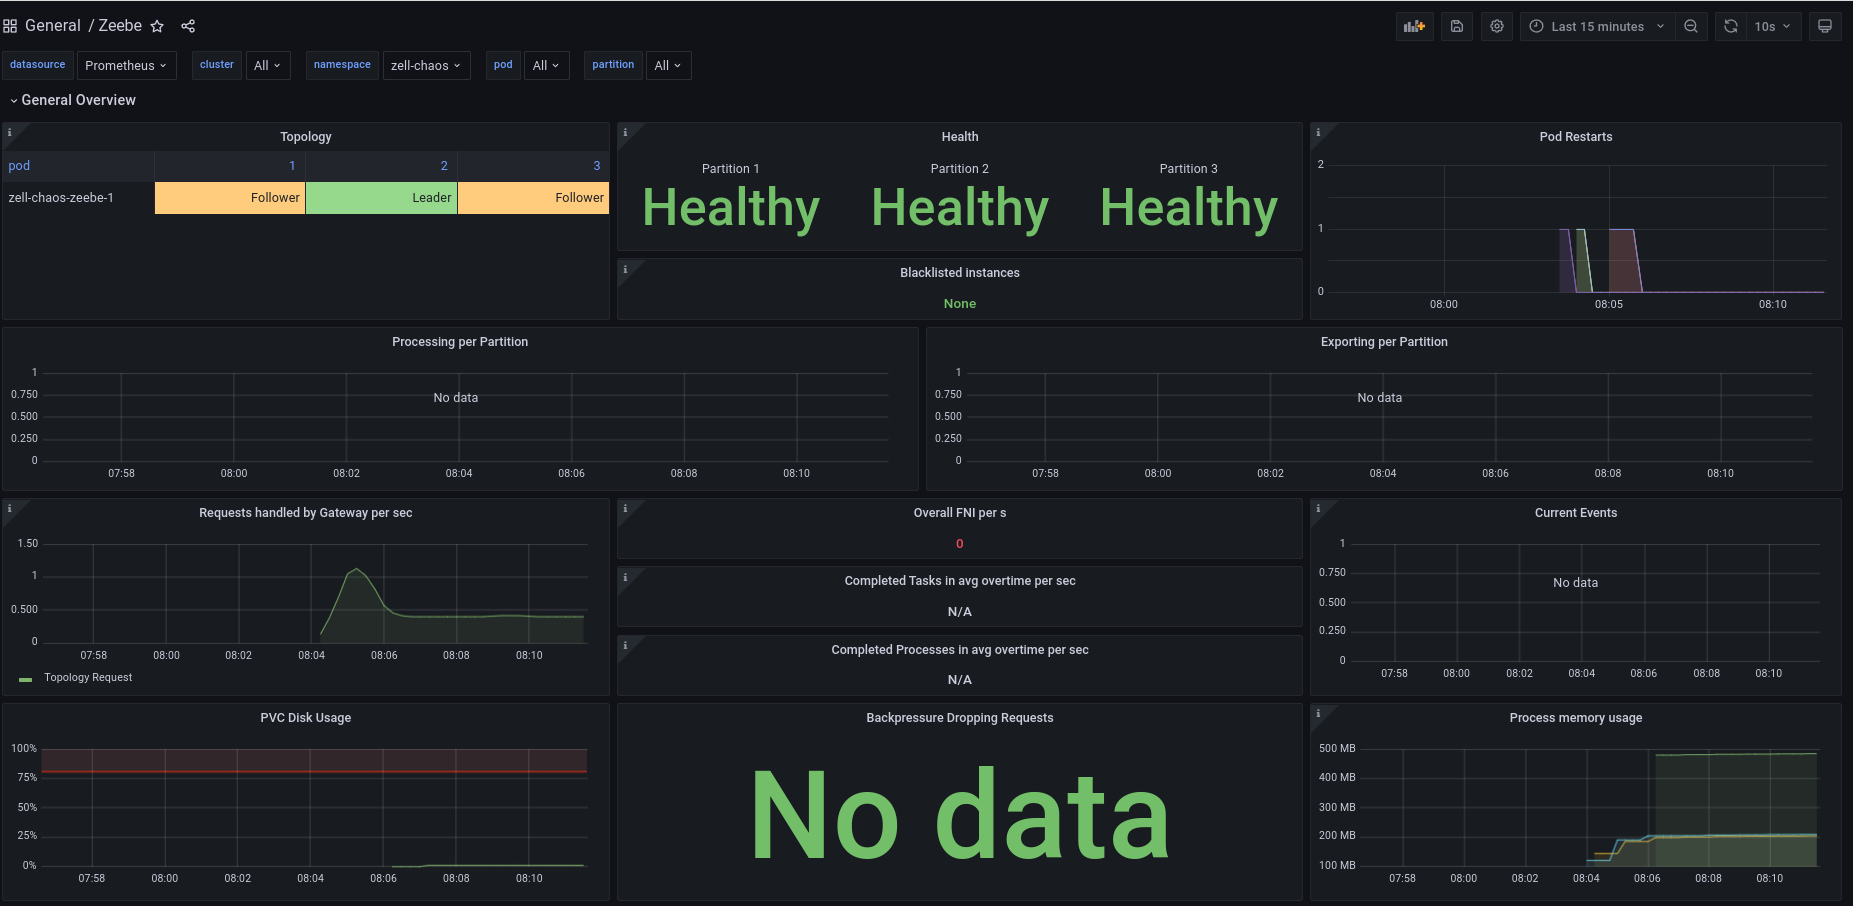 General / Zeebe
Last 15 minutes 10s
datasource Prometheus cluster All namespace zell-chaos pod All partition All
General Overview
Topology
pod 1 2 3
zell-chaos-zeebe-1 Follower Leader Follower
Health
Partition 1 Partition 2 Partition 3
Healthy Healthy Healthy
Blacklisted instances
None
Pod Restarts
2
1
0
08:00 08:05 08:10
Processing per Partition
1
0.750
0.500
0.250
0
No data
07:58 08:00 08:02 08:04 08:06 08:08 08:10
Exporting per Partition
1
0.750
0.500
0.250
0
No data
07:58 08:00 08:02 08:04 08:06 08:08 08:10
Requests handled by Gateway per sec
1.50
1
0.500
0
07:58 08:00 08:02 08:04 08:06 08:08 08:10
Topology Request
Overall FNI per s
0
Completed Tasks in avg overtime per sec
N/A
Completed Processes in avg overtime per sec
N/A
Current Events
1
0.750
0.500
0.250
0
No data
07:58 08:00 08:02 08:04 08:06 08:08 08:10
PVC Disk Usage
100%
75%
50%
25%
0%
07:58 08:00 08:02 08:04 08:06 08:08 08:10
Backpressure Dropping Requests
No data
Process memory usage
500 MB
400 MB
300 MB
200 MB
100 MB
07:58 08:00 08:02 08:04 08:06 08:08 08:10